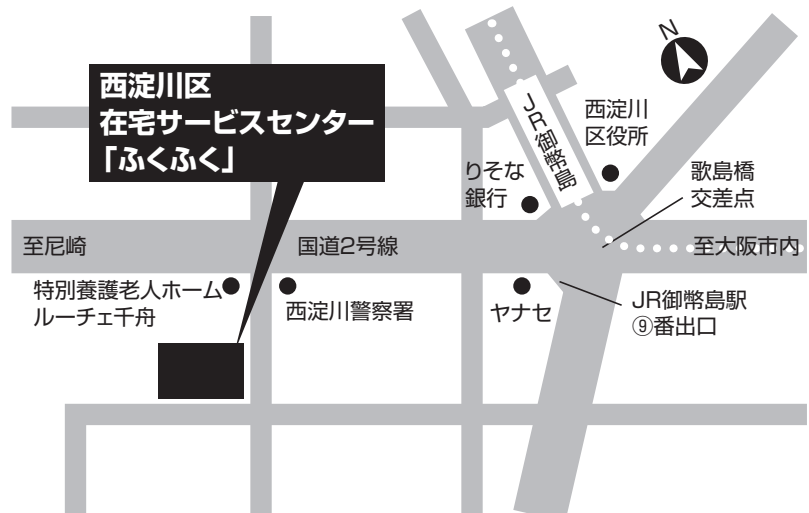 N
西淀川区
在宅サービスセンター
「ふくふく」
JR御幣島
西淀川
区役所
りそな
銀行
歌島橋
交差点
至尼崎
国道2号線
至大阪市内
特別養護老人ホーム
ルーチェ千舟
西淀川警察署
ヤナセ
JR御幣島駅
⑨番出口